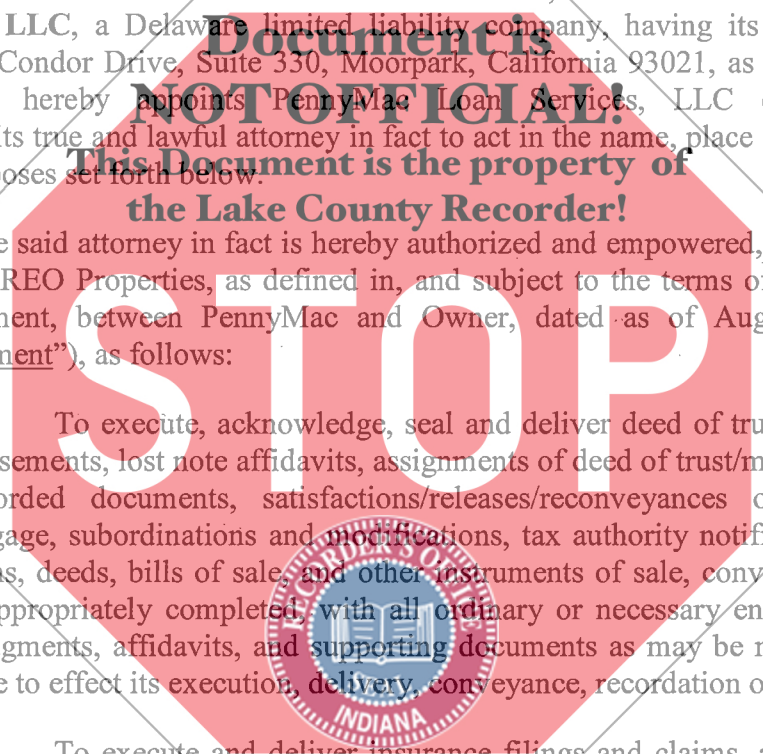 LLC, a Delaware limited liability company, having its
Document is
Condor Drive, Suite 330, Moorpark, California 93021, as
hereby appoints PennyMac Loan Services, LLC
NOT OFFICIAL!
its true and lawful attorney in fact to act in the name, place
This Document is the property of
oses set forth below.
the Lake County Recorder!
e said attorney in fact is hereby authorized and empowered,
REO Properties, as defined in, and subject to the terms o
ment, between PennyMac and Owner, dated as of Aug
ment”), as follows:
STOP
To execute, acknowledge, seal and deliver deed of tru
sements, lost note affidavits, assignments of deed of trust/m
orded documents, satisfactions/releases/reconveyances o
gage, subordinations and modifications, tax authority notif
s, deeds, bills of sale, and other instruments of sale, conv
ppropriately completed, with all ordinary or necessary en
gments, affidavits, and supporting documents as may be n
e to effect its execution, delivery, conveyance, recordation o
RECORDER'S OFFICE
INDIANA
To execute and deliver insurance filings and claims,